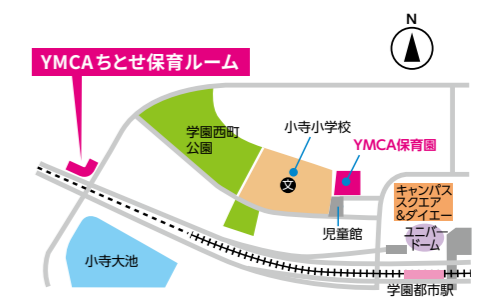 N
YMCAちとせ保育ルーム
学園西町
公園
小寺小学校
YMCA保育園
文
キャンパス
スクエア
&ダイエー
児童館
ユニバー
ドーム
小寺大池
学園都市駅